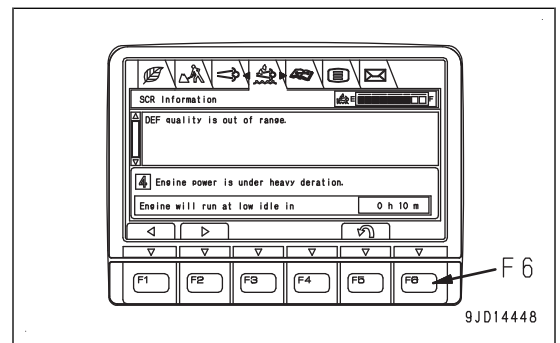 SCR Information
E F
DEF quality is out of range.
4 Engine power is under heavy deration.
Engine will run at low idle in 0 h 10 m
F1 F2 F3 F4 F5 F6
F6
9JD14448